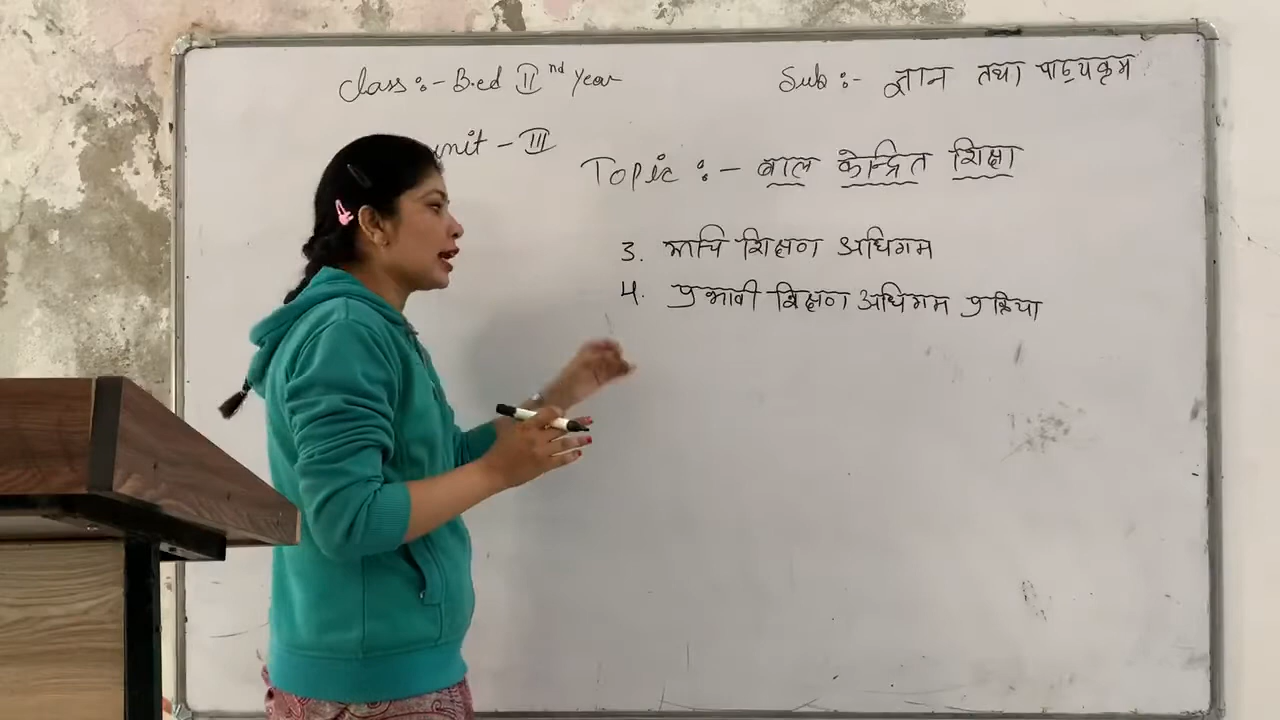 Class :- B.ed II nd Year
Sub :- ज्ञान तथा पाठ्यक्रम
unit - III
Topic :- बाल केन्द्रित शिक्षा
3. शिक्षण अधिगम
4. प्रभावी शिक्षण अधिगम प्रक्रिया